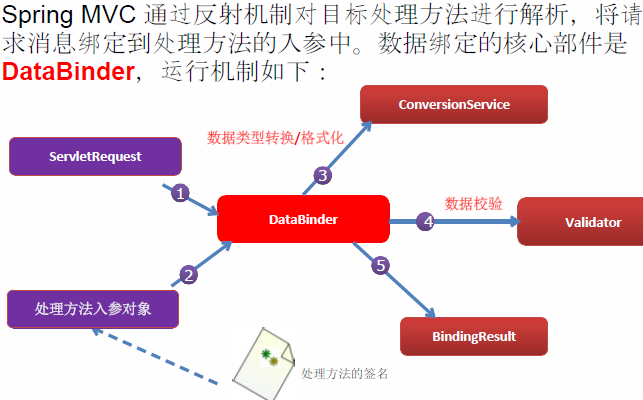 Spring MVC 通过反射机制对目标处理方法进行解析，将请
求消息绑定到处理方法的入参中。数据绑定的核心部件是
DataBinder，运行机制如下：
ConversionService
数据类型转换/格式化
ServletRequest
3
1
数据校验
DataBinder
4
Validator
2
5
处理方法入参对象
BindingResult
处理方法的签名